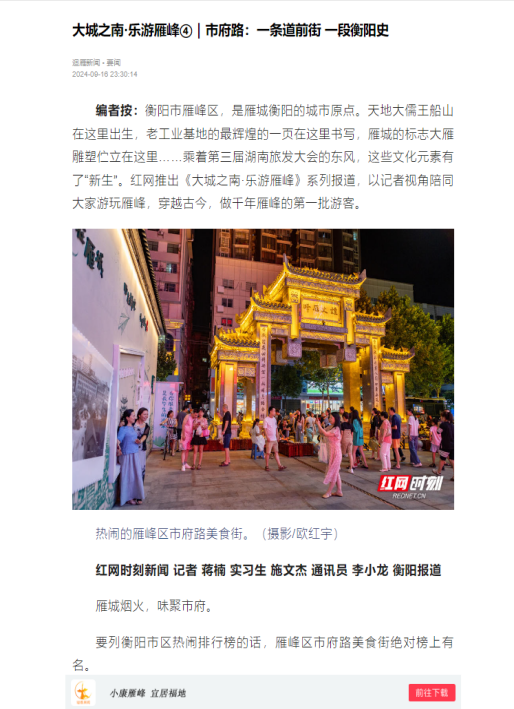 大城之南·乐游雁峰④｜市府路：一条道前街 一段衡阳史
2024-09-16 23:30:14
编者按：衡阳市雁峰区，是雁城衡阳的城市原点。天地大儒王船山
在这里出生，老工业基地的最辉煌的一页在这里书写，雁城的标志大雁
雕塑伫立在这里……乘着第三届湖南旅发大会的东风，这些文化元素有
了“新生”。红网推出《大城之南·乐游雁峰》系列报道，以记者视角陪同
大家游玩雁峰，穿越古今，做千年雁峰的第一批游客。
红网时刻
REDNET.CN
热闹的雁峰区市府路美食街。（摄影/欧红宇）
红网时刻新闻 记者 蒋楠 实习生 施文杰 通讯员 李小龙 衡阳报道
雁城烟火，味聚市府。
要列衡阳市区热闹排行榜的话，雁峰区市府路美食街绝对榜上有
名。
小康雁峰 宜居福地
前往下载